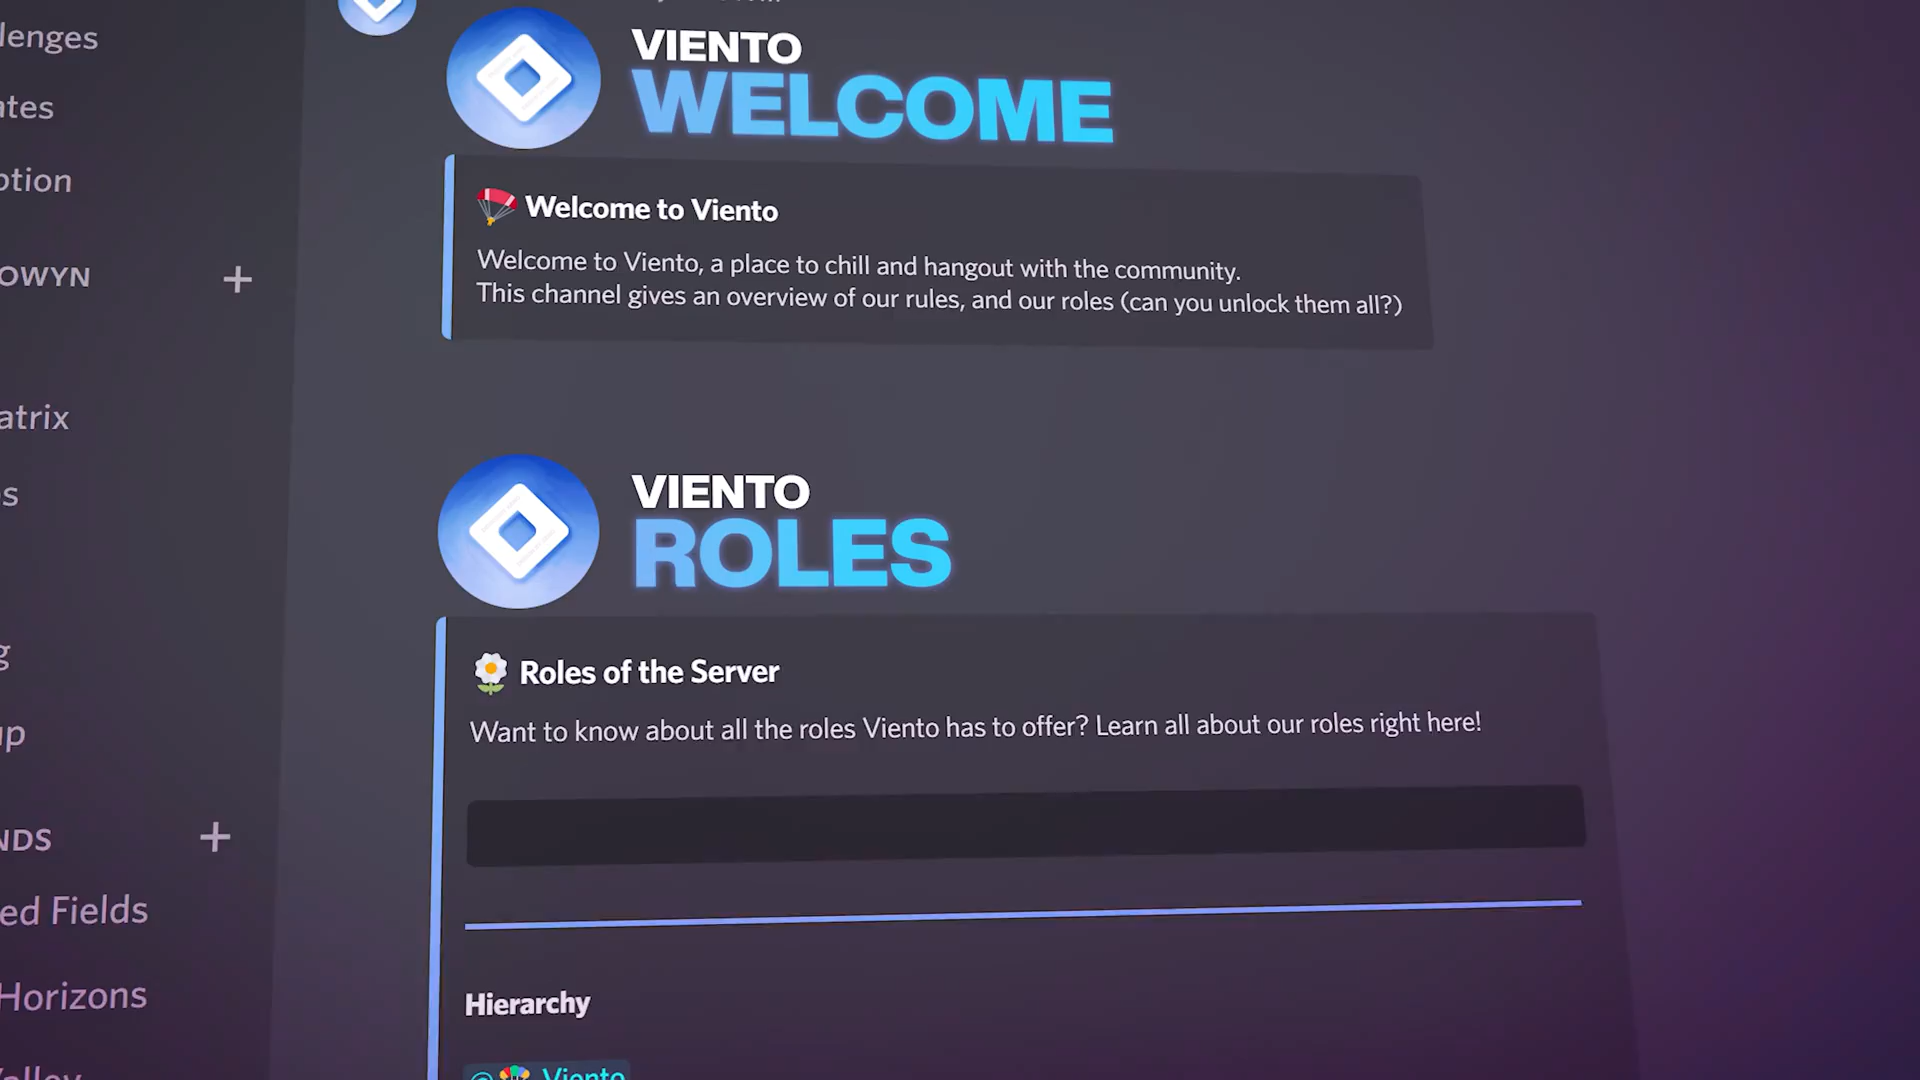 lenges
ates
ption
OWYN
atrix
s
g
up
NDS
ed Fields
Horizons
alley
VIENTO
WELCOME
Welcome to Viento
Welcome to Viento, a place to chill and hangout with the community.
This channel gives an overview of our rules, and our roles (can you unlock them all?)
VIENTO
ROLES
Roles of the Server
Want to know about all the roles Viento has to offer? Learn all about our roles right here!
Hierarchy
@ Viento